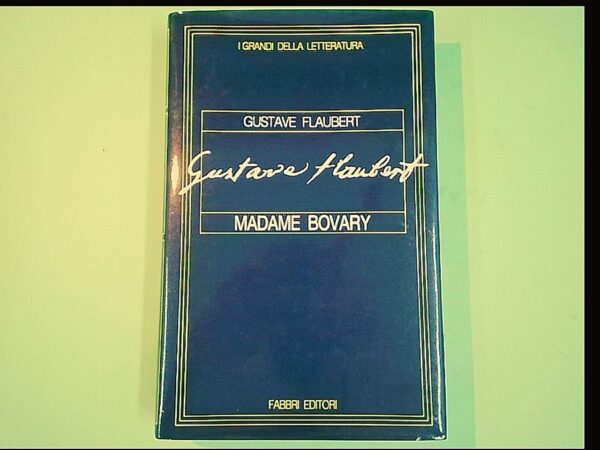 I GRANDI DELLA LETTERATURA
GUSTAVE FLAUBERT
Gustave Flaubert
MADAME BOVARY
FABBRI EDITORI